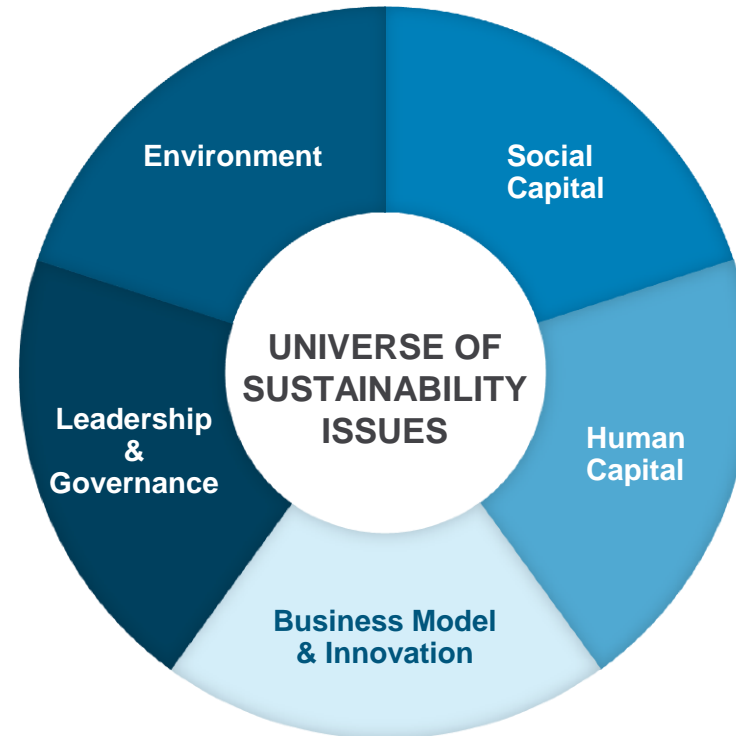 Environment
Social
Capital
UNIVERSE OF
SUSTAINABILITY
ISSUES
Leadership
&
Governance
Human
Capital
Business Model
& Innovation